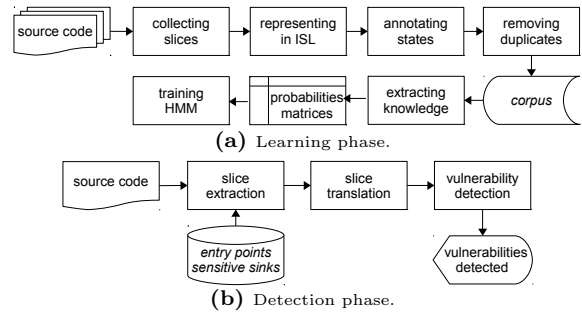 source code
collecting
slices
representing
in ISL
annotating
states
removing
duplicates
training
HMM
probabilities
matrices
extracting
knowledge
corpus
(a) Learning phase.
source code
slice
extraction
slice
translation
vulnerability
detection
entry points
sensitive sinks
vulnerabilities
detected
(b) Detection phase.